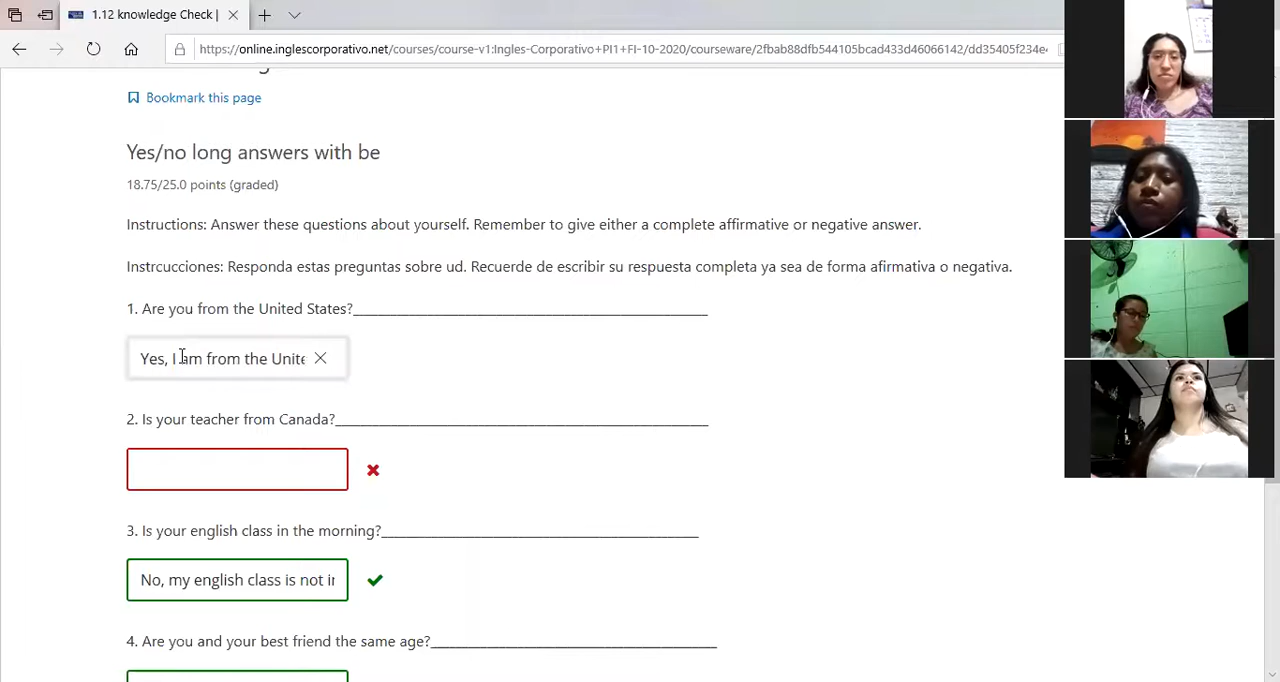 1.12 knowledge Check |
https://online.inglescorporativo.net/courses/course-v1:Ingles-Corporativo+PI1+FI-10-2020/courseware/2fbab88dfb544105bcad433d46066142/dd35405f234e4
Bookmark this page
Yes/no long answers with be
18.75/25.0 points (graded)
Instructions: Answer these questions about yourself. Remember to give either a complete affirmative or negative answer.
Instrcucciones: Responda estas preguntas sobre ud. Recuerde de escribir su respuesta completa ya sea de forma afirmativa o negativa.
1. Are you from the United States?
Yes, I am from the Unite
2. Is your teacher from Canada?
3. Is your english class in the morning?
No, my english class is not in
4. Are you and your best friend the same age?